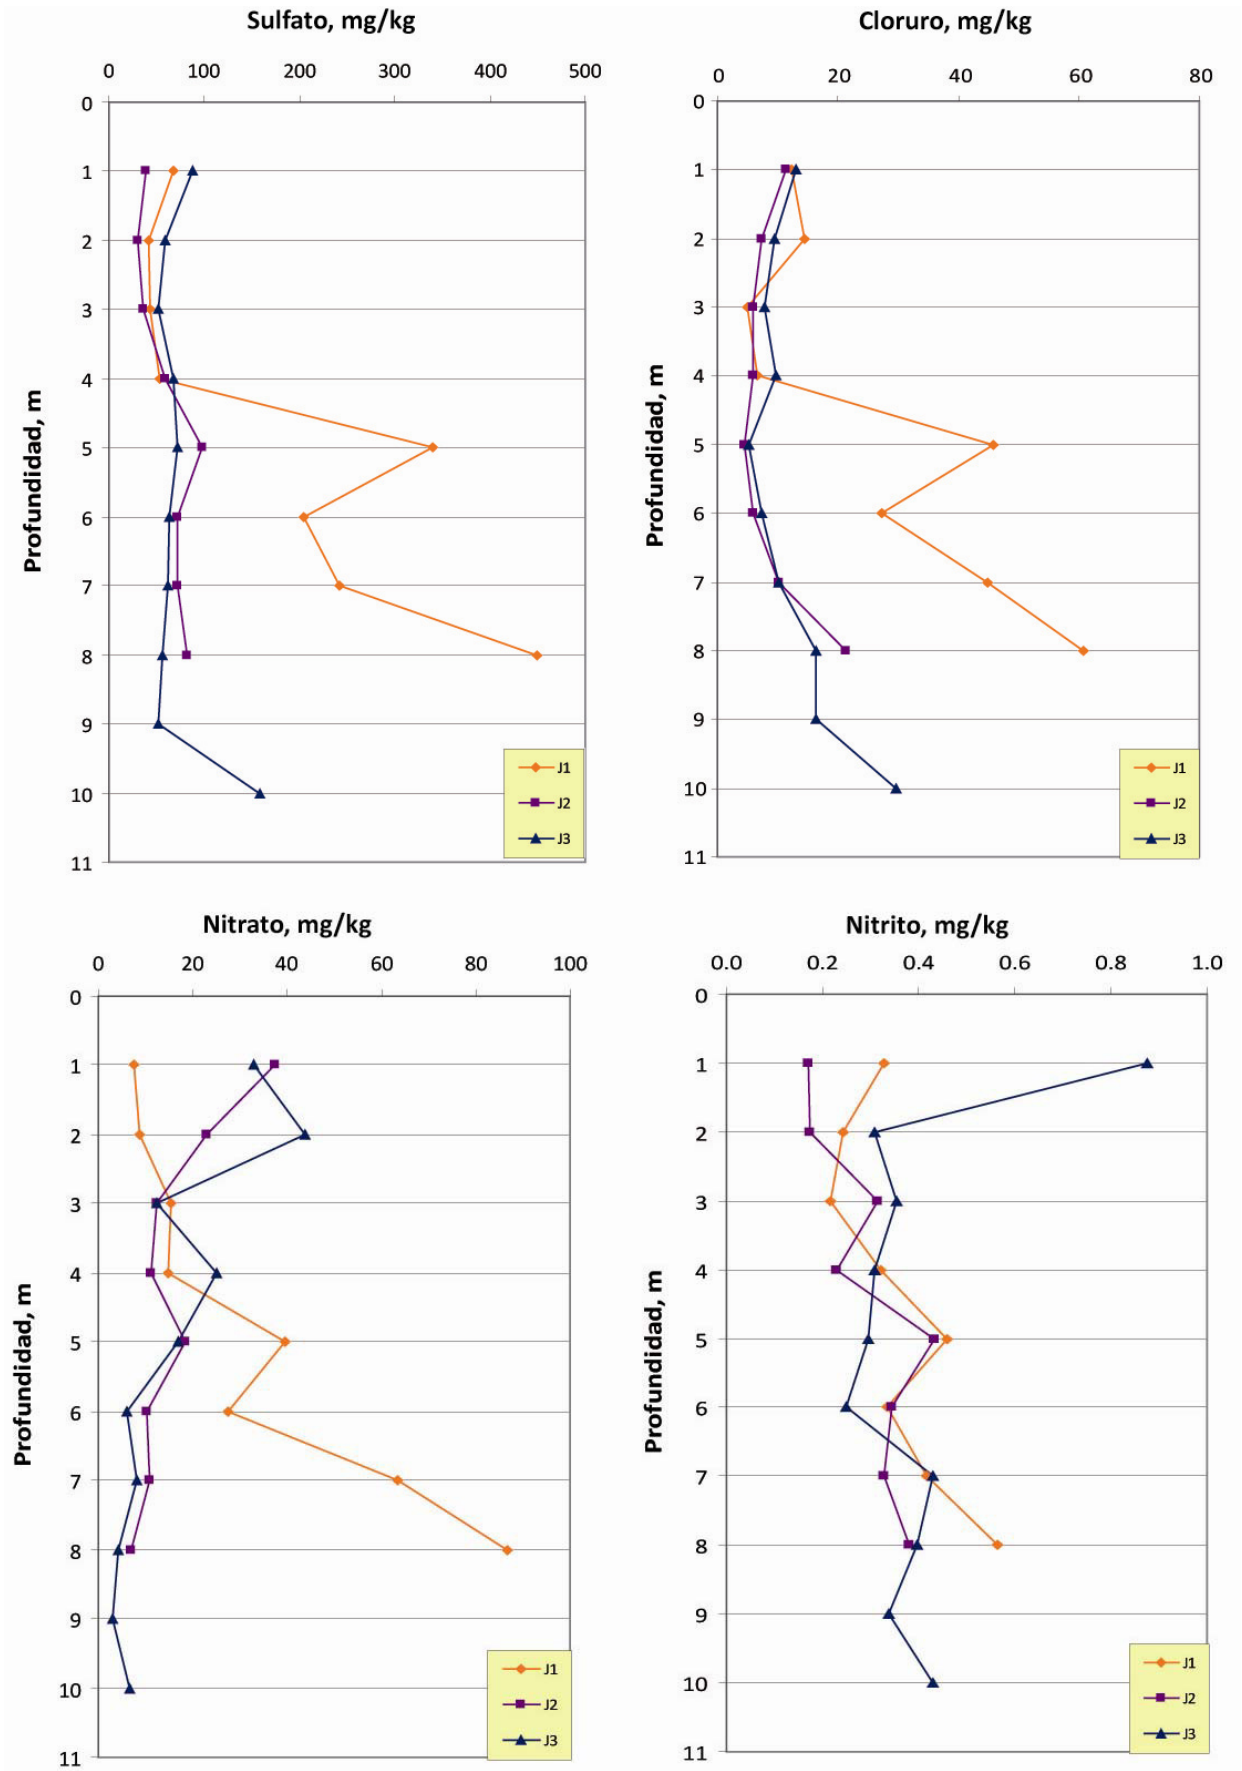 Sulfato, mg/kg
0 100 200 300 400 500
0
1
2
3
4
5
6
7
8
9
10
11
Profundidad, m
J1
J2
J3
Cloruro, mg/kg
0 20 40 60 80
0
1
2
3
4
5
6
7
8
9
10
11
Profundidad, m
J1
J2
J3
Nitrato, mg/kg
0 20 40 60 80 100
0
1
2
3
4
5
6
7
8
9
10
11
Profundidad, m
J1
J2
J3
Nitrito, mg/kg
0.0 0.2 0.4 0.6 0.8 1.0
0
1
2
3
4
5
6
7
8
9
10
11
Profundidad, m
J1
J2
J3